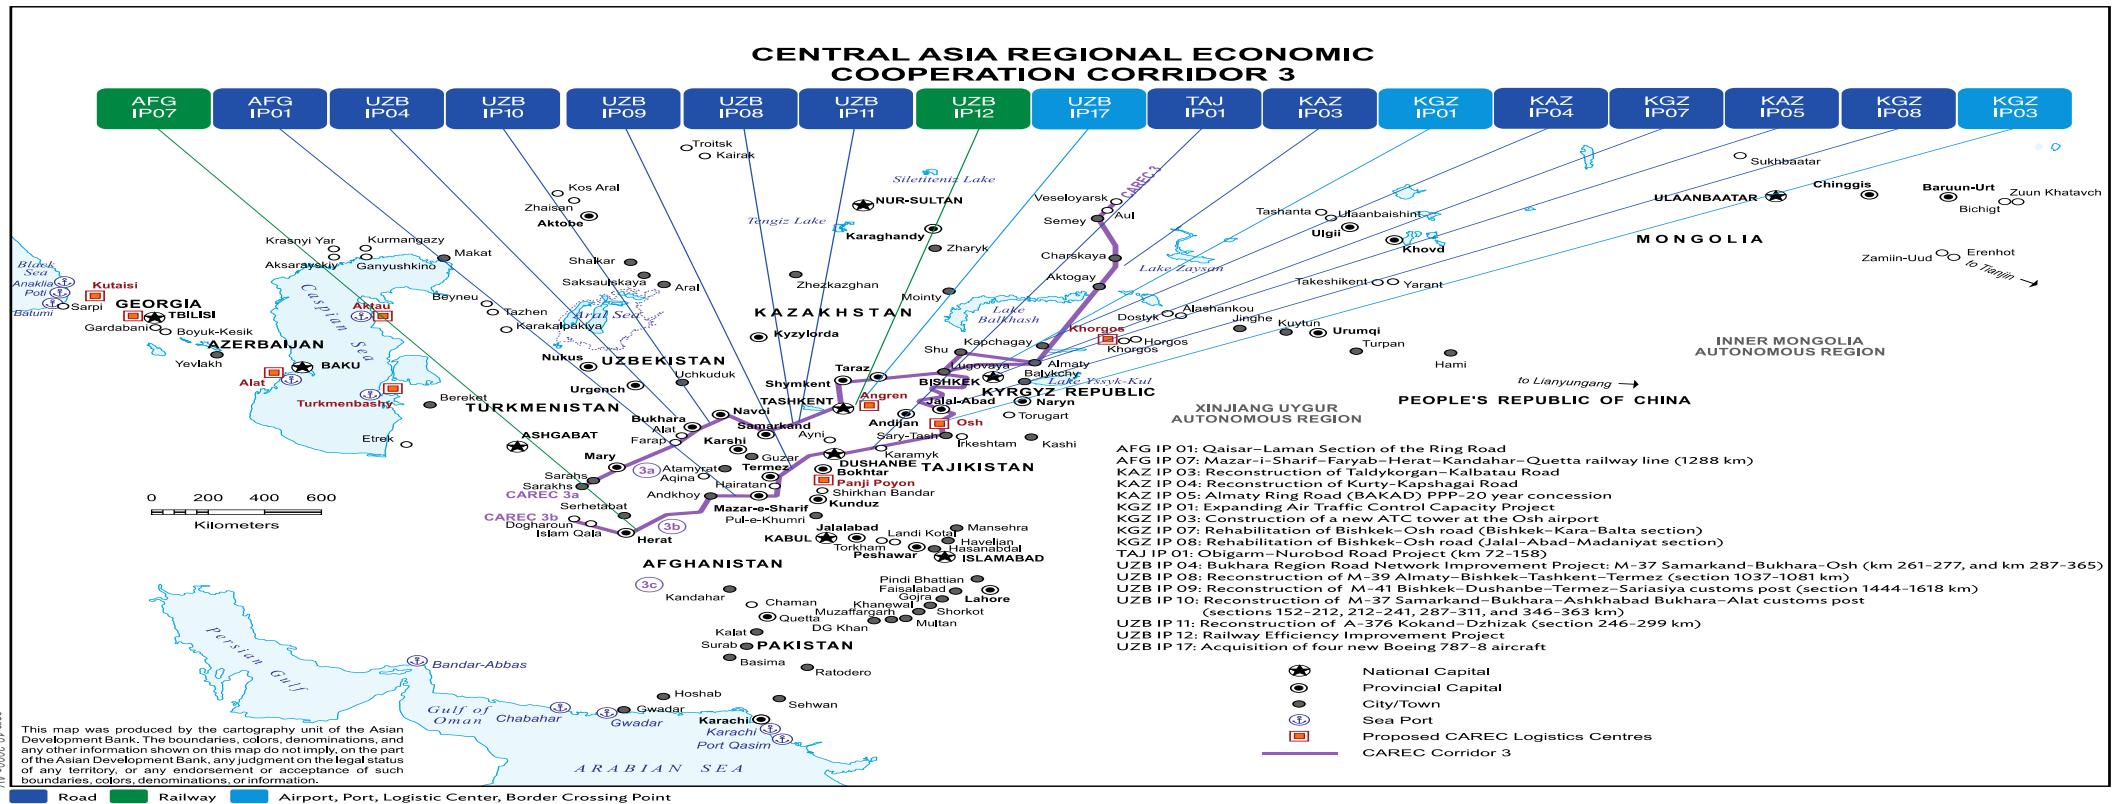 CENTRAL ASIA REGIONAL ECONOMIC
COOPERATION CORRIDOR 3
AFG
IP07
AFG
IP01
UZB
IP04
UZB
IP10
UZB
IP09
UZB
IP08
UZB
IP11
UZB
IP12
UZB
IP17
TAJ
IP01
KAZ
IP03
KGZ
IP01
KAZ
IP04
KGZ
IP07
KAZ
IP05
KGZ
IP08
KGZ
IP03
Troitsk
Kairak
Sukhbaatar
Siletiteniz Lake
CAREC 3
Kos Aral
Zhaisan
Aktobe
NUR-SULTAN
Veseloyarsk
Aul
Semey
ULAANBAATAR
Chinggis
Baruun-Urt
Zuun Khatavch
Bichigt
Tashanta
Ulaanbaishint
Ulgii
Khovd
Tengiz Lake
Karaghandy
Zharyk
MONGOLIA
Krasnyi Yar
Kurmangazy
Aksarayskiy
Ganyushkino
Makat
Shalkar
Saksaulskaya
Aral
Zhezkazghan
Charskaya
Aktogay
Lake Zaysan
Zamiin-Uud
Erenhot
to Tianjin
Black
Sea
Anaklia
Poti
Batumi
Sarpi
Kutaisi
GEORGIA
TBILISI
Gardabani
Boyuk-Kesik
AZERBAIJAN
Yevlakh
BAKU
Alat
Caspian
Sea
Aktau
Turkmenbashy
Beyneu
Tazhen
Karakalpakiya
Aral Sea
Mointy
KAZAKHSTAN
Kyzylorda
Lake
Balkhash
Takeshikent
Yarant
Dostyk
Alashankou
Jinghe
Kuytun
Urumqi
Turpan
Hami
Khorgos
Khorgos
Horgos
Kapchagay
Shu
Almaty
Lugovaya
Balykchy
Lake Yssyk-Kul
INNER MONGOLIA
AUTONOMOUS REGION
to Lianyungang
PEOPLE'S REPUBLIC OF CHINA
XINJIANG UYGUR
AUTONOMOUS REGION
Nukus
UZBEKISTAN
Urgench
Uchkuduk
Taraz
Shymkent
TASHKENT
Angren
BISHKEK
KYRGYZ REPUBLIC
Jalal-Abad
Naryn
Torugart
Andijan
Osh
Sary-Tash
Irkeshtam
Kashi
Karamyk
Bereket
TURKMENISTAN
Etrek
ASHGABAT
Bukhara
Alat
Farap
Navoi
Samarkand
Karshi
Guzar
Ayni
DUSHANBE
TAJIKISTAN
Mary
3a
Atamyrat
Aqina
Termez
Hairatan
Bokhtar
Panji Poyon
Shirkhan Bandar
Kunduz
Sarahs
Sarakhs
CAREC 3a
Serhetabat
CAREC 3b
Dogharoun
Islam Qala
Herat
3b
Andkhoy
Mazar-e-Sharif
Pul-e-Khumri
Jalalabad
KABUL
Torkham
Landi Kotal
Peshawar
Mansehra
Havelian
Hasanabdal
ISLAMABAD
AFGHANISTAN
3c
Kandahar
Chaman
Quetta
Kalat
Surab
PAKISTAN
Basima
Ratodero
Pindi Bhattian
Faisalabad
Gojra
Lahore
Khanewal
Shorkot
Muzaffargarh
Multan
DG Khan
Hoshab
Gwadar
Sehwan
Karachi
Karachi
Port Qasim
Persian Gulf
Bandar-Abbas
Gulf of
Oman
Chabahar
Gwadar
ARABIAN SEA
0 200 400 600
Kilometers
AFG IP 01: Qaisar–Laman Section of the Ring Road
AFG IP 07: Mazar-i-Sharif–Faryab–Herat–Kandahar–Quetta railway line (1288 km)
KAZ IP 03: Reconstruction of Taldykorgan–Kalbatau Road
KAZ IP 04: Reconstruction of Kurty-Kapshagai Road
KAZ IP 05: Almaty Ring Road (BAKAD) PPP-20 year concession
KGZ IP 01: Expanding Air Traffic Control Capacity Project
KGZ IP 03: Construction of a new ATC tower at the Osh airport
KGZ IP 07: Rehabilitation of Bishkek–Osh road (Bishkek-Kara-Balta section)
KGZ IP 08: Rehabilitation of Bishkek–Osh road (Jalal-Abad-Madaniyat section)
TAJ IP 01: Obigarm–Nurobod Road Project (km 72-158)
UZB IP 04: Bukhara Region Road Network Improvement Project: M-37 Samarkand-Bukhara-Osh (km 261-277, and km 287-365)
UZB IP 08: Reconstruction of M-39 Almaty–Bishkek–Tashkent–Termez (section 1037-1081 km)
UZB IP 09: Reconstruction of M-41 Bishkek–Dushanbe–Termez–Sariasiya customs post (section 1444-1618 km)
UZB IP 10: Reconstruction of M-37 Samarkand–Bukhara–Ashkhabad Bukhara–Alat customs post
(sections 152-212, 212-241, 287-311, and 346-363 km)
UZB IP 11: Reconstruction of A-376 Kokand–Dzhizak (section 246-299 km)
UZB IP 12: Railway Efficiency Improvement Project
UZB IP 17: Acquisition of four new Boeing 787-8 aircraft
National Capital
Provincial Capital
City/Town
Sea Port
Proposed CAREC Logistics Centres
CAREC Corridor 3
This map was produced by the cartography unit of the Asian
Development Bank. The boundaries, colors, denominations, and
any other information shown on this map do not imply, on the part
of the Asian Development Bank, any judgment on the legal status
of any territory, or any endorsement or acceptance of such
boundaries, colors, denominations, or information.
Road
Railway
Airport, Port, Logistic Center, Border Crossing Point